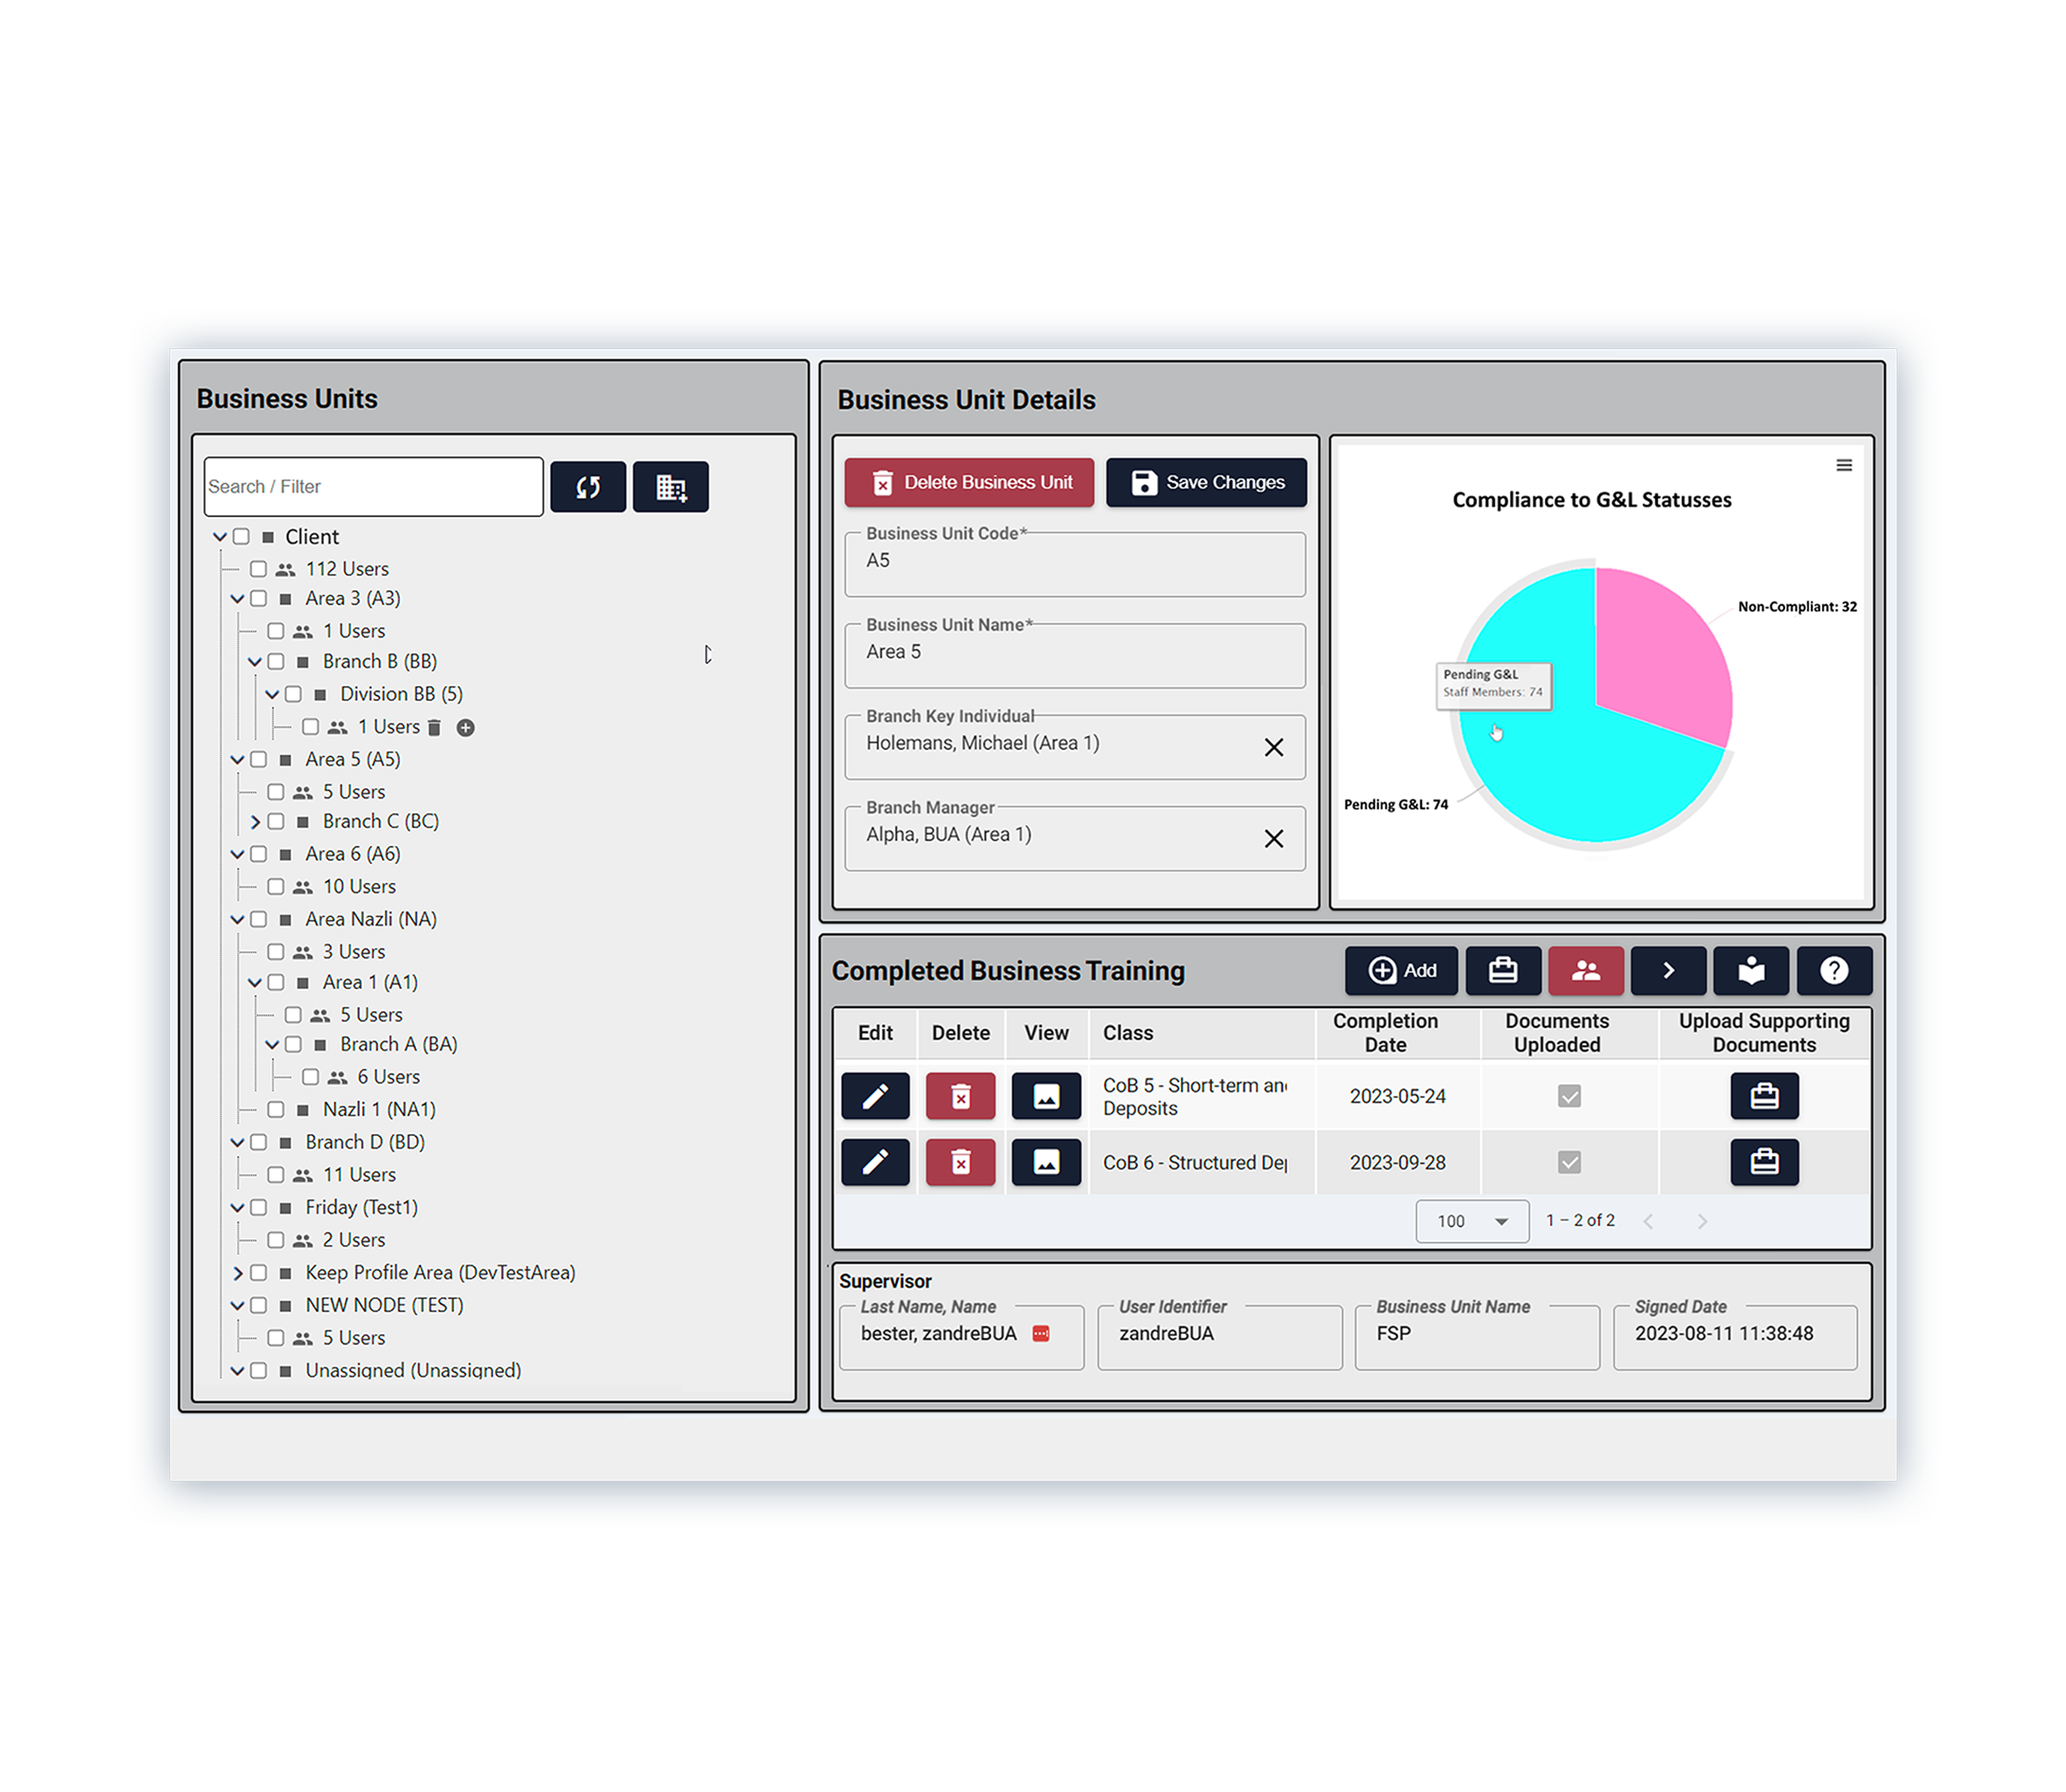 Business Units
Search / Filter
Client
112 Users
Area 3 (A3)
1 Users
Branch B (BB)
Division BB (5)
1 Users
Area 5 (A5)
5 Users
Branch C (BC)
Area 6 (A6)
10 Users
Area Nazli (NA)
3 Users
Area 1 (A1)
5 Users
Branch A (BA)
6 Users
Nazli 1 (NA1)
Branch D (BD)
11 Users
Friday (Test1)
2 Users
Keep Profile Area (DevTestArea)
NEW NODE (TEST)
5 Users
Unassigned (Unassigned)
Business Unit Details
Delete Business Unit
Save Changes
Business Unit Code*
A5
Business Unit Name*
Area 5
Branch Key Individual
Holemans, Michael (Area 1)
Branch Manager
Alpha, BUA (Area 1)
Compliance to G&L Statusses
Non-Compliant: 32
Pending G&L
Staff Members: 74
Pending G&L: 74
Completed Business Training
Add
Edit Delete View Class Completion Date Documents Uploaded Upload Supporting Documents
CoB 5 - Short-term an
Deposits
2023-05-24
CoB 6 - Structured De
2023-09-28
100 1 – 2 of 2
Supervisor
Last Name, Name
bester, zandreBUA
User Identifier
zandreBUA
Business Unit Name
FSP
Signed Date
2023-08-11 11:38:48